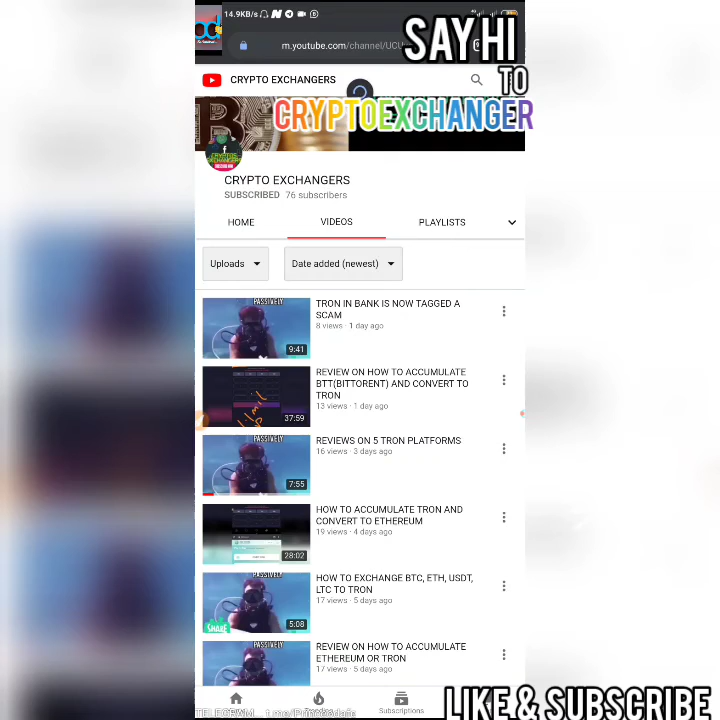 14.9KB/s
SAY HI
m.youtube.com/channel/UCU
TO
CRYPTO EXCHANGERS
CRYPTOEXCHANGER
CRYPTO EXCHANGERS
SUBSCRIBED 76 subscribers
HOME VIDEOS PLAYLISTS
Uploads Date added (newest)
PASSIVELY
TRON IN BANK IS NOW TAGGED A
SCAM
8 views · 1 day ago
9:41
REVIEW ON HOW TO ACCUMULATE
BTT(BITTORENT) AND CONVERT TO
TRON
13 views · 1 day ago
37:59
PASSIVELY
REVIEWS ON 5 TRON PLATFORMS
16 views · 3 days ago
7:55
HOW TO ACCUMULATE TRON AND
CONVERT TO ETHEREUM
19 views · 4 days ago
28:02
PASSIVELY
HOW TO EXCHANGE BTC, ETH, USDT,
LTC TO TRON
17 views · 5 days ago
SHARE
5:08
PASSIVELY
REVIEW ON HOW TO ACCUMULATE
ETHEREUM OR TRON
17 views · 5 days ago
Subscriptions
LIKE & SUBSCRIBE